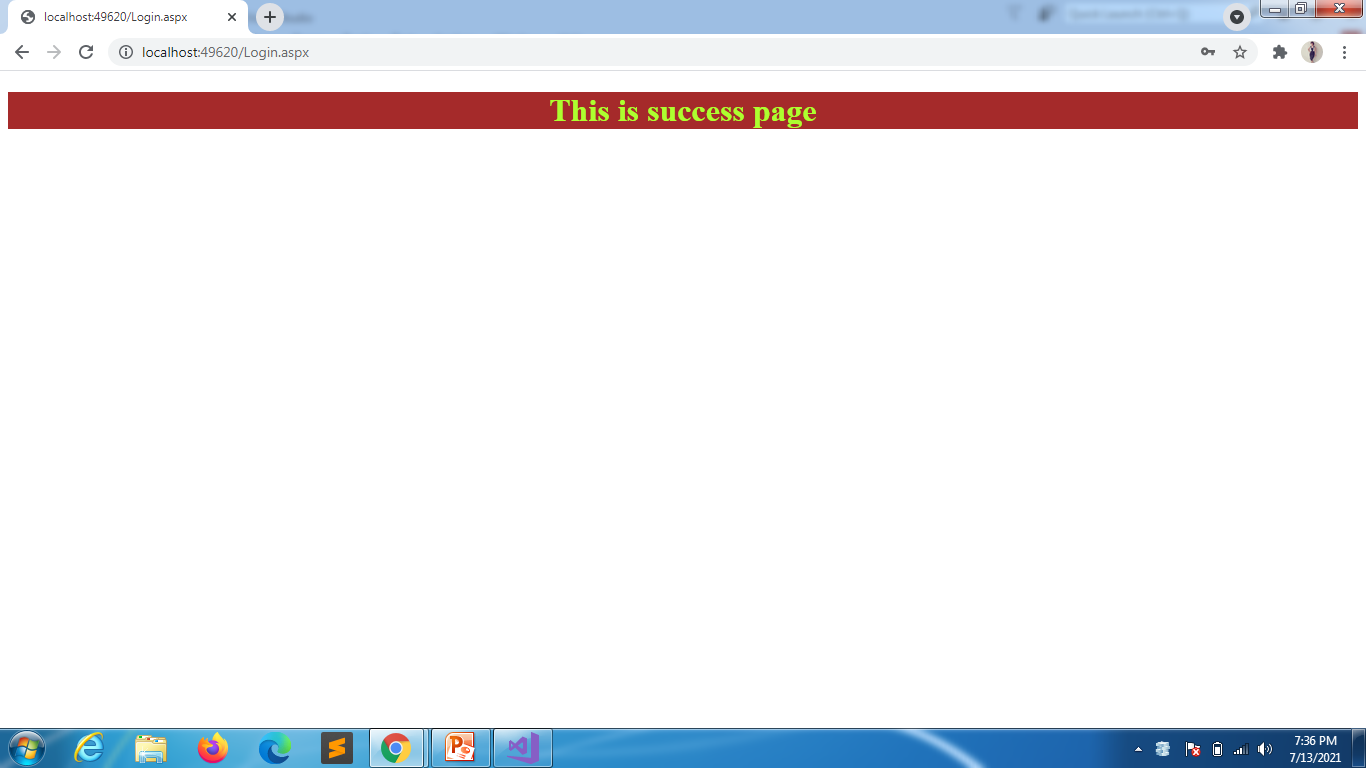 localhost:49620/Login.aspx
localhost:49620/Login.aspx
This is success page
7:36 PM
7/13/2021